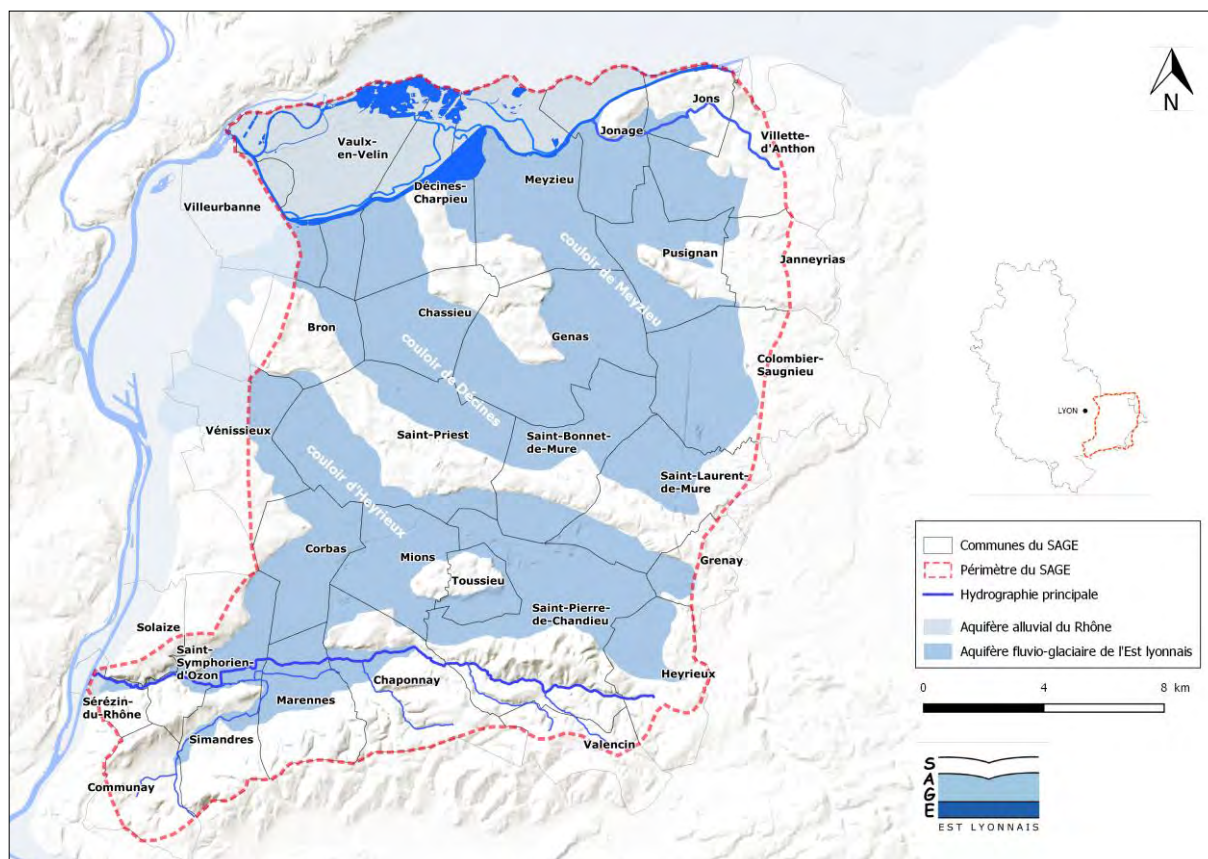 Jons
Jonage
Villette-
d'Anthon
Vaulx-
en-Velin
Meyzieu
Décines-
Charpieu
Villeurbanne
Pusignan
Janneyrias
couloir de Meyzieu
Chassieu
Bron
Genas
Colombier-
Saugnieu
couloir de Décines
Vénissieux
Saint-Priest
Saint-Bonnet-
de-Mure
Saint-Laurent-
de-Mure
couloir d'Heyrieux
Corbas
Mions
Toussieu
Grenay
Saint-Pierre-
de-Chandieu
Solaize
Saint-
Symphorien-
d'Ozon
Chaponnay
Heyrieux
Sérézin-
du-Rhône
Marennes
Simandres
Valencin
Communay
N
LYON
Communes du SAGE
Périmètre du SAGE
Hydrographie principale
Aquifère alluvial du Rhône
Aquifère fluvio-glaciaire de l'Est lyonnais
0 4 8 km
SAGE
EST LYONNAIS